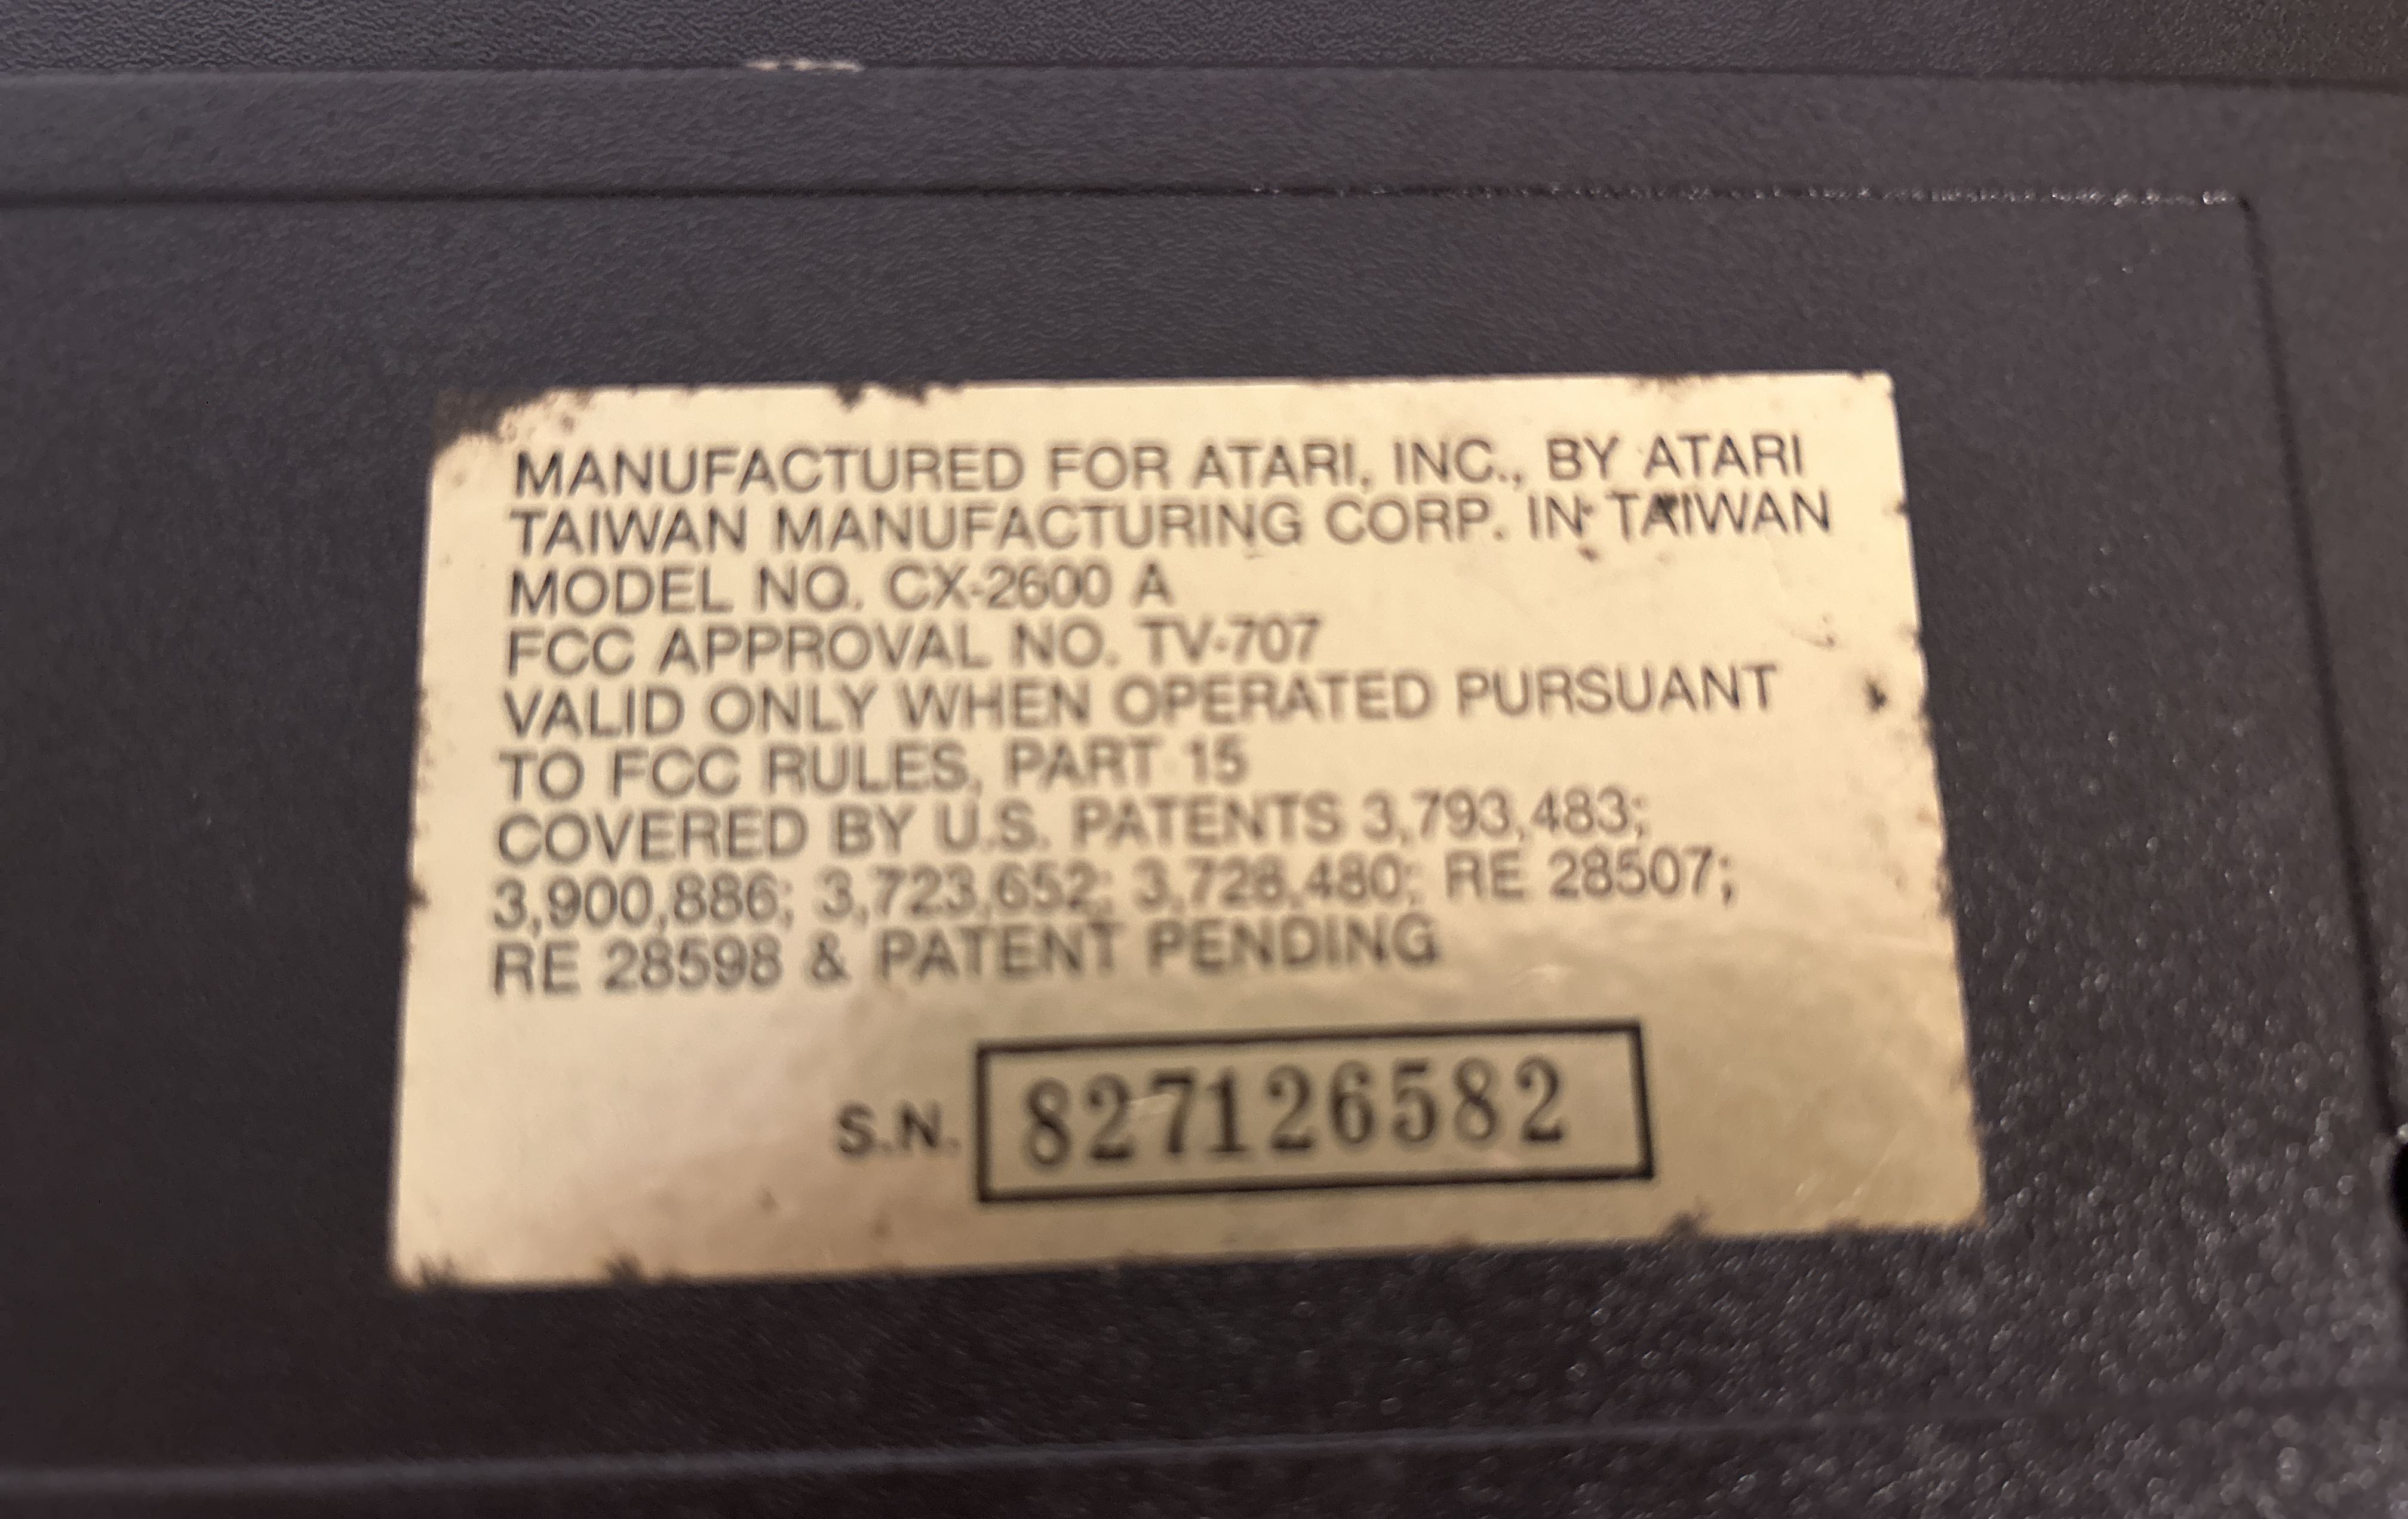 MANUFACTURED FOR ATARI, INC., BY ATARI
TAIWAN MANUFACTURING CORP. IN TAIWAN
MODEL NO. CX-2600 A
FCC APPROVAL NO. TV-707
VALID ONLY WHEN OPERATED PURSUANT
TO FCC RULES, PART 15
COVERED BY U.S. PATENTS 3,793,483;
3,900,886; 3,723,652; 3,728,480; RE 28507;
RE 28598 & PATENT PENDING
S.N. 827126582